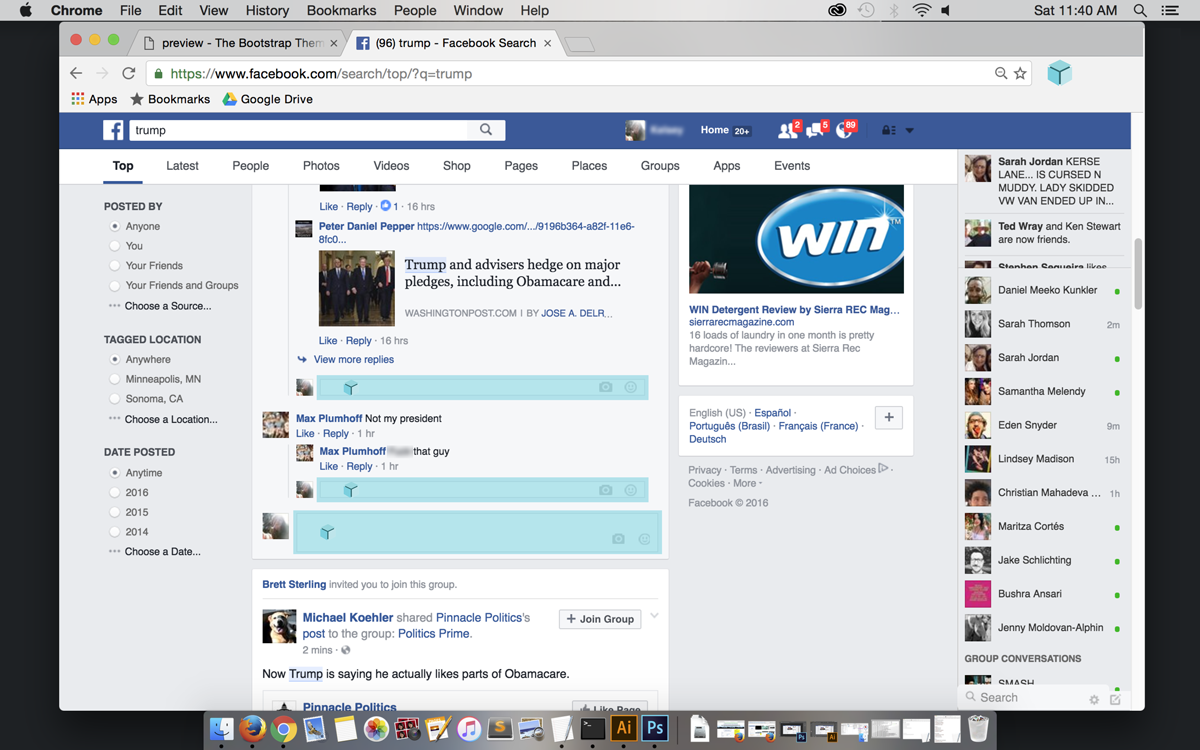 Chrome File Edit View History Bookmarks People Window Help
Sat 11:40 AM
preview - The Bootstrap Them
(96) trump - Facebook Search
https://www.facebook.com/search/top/?q=trump
Apps Bookmarks Google Drive
trump
Home 20+
2 5 89
Top Latest People Photos Videos Shop Pages Places Groups Apps Events
POSTED BY
Anyone
You
Your Friends
Your Friends and Groups
Choose a Source...
TAGGED LOCATION
Anywhere
Minneapolis, MN
Sonoma, CA
Choose a Location...
DATE POSTED
Anytime
2016
2015
2014
Choose a Date...
Like · Reply · 1 · 16 hrs
Peter Daniel Pepper https://www.google.com/.../9196b364-a82f-11e6-
8fc0...
Trump and advisers hedge on major
pledges, including Obamacare and...
WASHINGTONPOST.COM | BY JOSE A. DELR...
Like · Reply · 16 hrs
View more replies
Max Plumhoff Not my president
Like · Reply · 1 hr
Max Plumhoff that guy
Like · Reply · 1 hr
Brett Sterling invited you to join this group.
Michael Koehler shared Pinnacle Politics's
post to the group: Politics Prime.
2 mins ·
+ Join Group
Now Trump is saying he actually likes parts of Obamacare.
Pinnacle Politics
Like Page
win TM
WIN Detergent Review by Sierra REC Mag...
sierrarecmagazine.com
16 loads of laundry in one month is pretty
hardcore! The reviewers at Sierra Rec
Magazin...
English (US) · Español ·
Português (Brasil) · Français (France) ·
Deutsch
+
Privacy · Terms · Advertising · Ad Choices ·
Cookies · More
Facebook © 2016
Sarah Jordan KERSE
LANE... IS CURSED N
MUDDY. LADY SKIDDED
VW VAN ENDED UP IN...
Ted Wray and Ken Stewart
are now friends.
Stephen Sequeira likes
Daniel Meeko Kunkler
Sarah Thomson 2m
Sarah Jordan
Samantha Melendy
Eden Snyder 9m
Lindsey Madison 15h
Christian Mahadeva ... 1h
Maritza Cortés
Jake Schlichting
Bushra Ansari
Jenny Moldovan-Alphin
GROUP CONVERSATIONS
SMASH
Search
Ai Ps